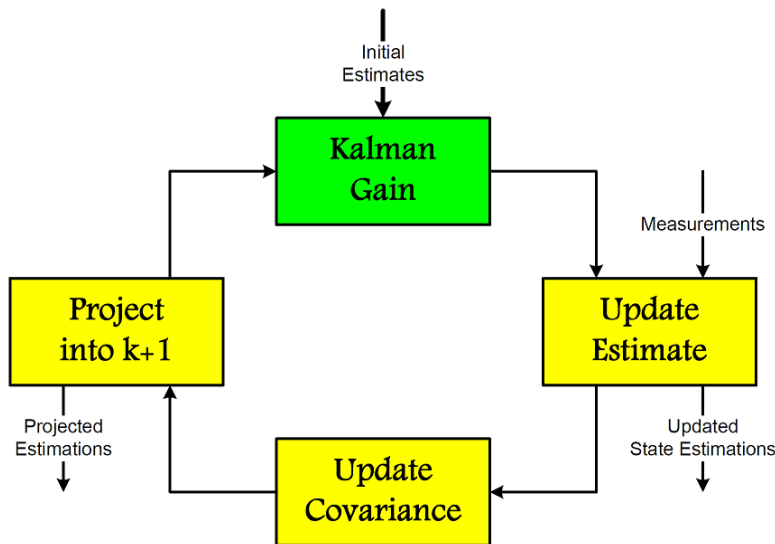 Initial
Estimates
Kalman
Gain
Measurements
Project
into k+1
Update
Estimate
Projected
Estimations
Updated
State Estimations
Update
Covariance